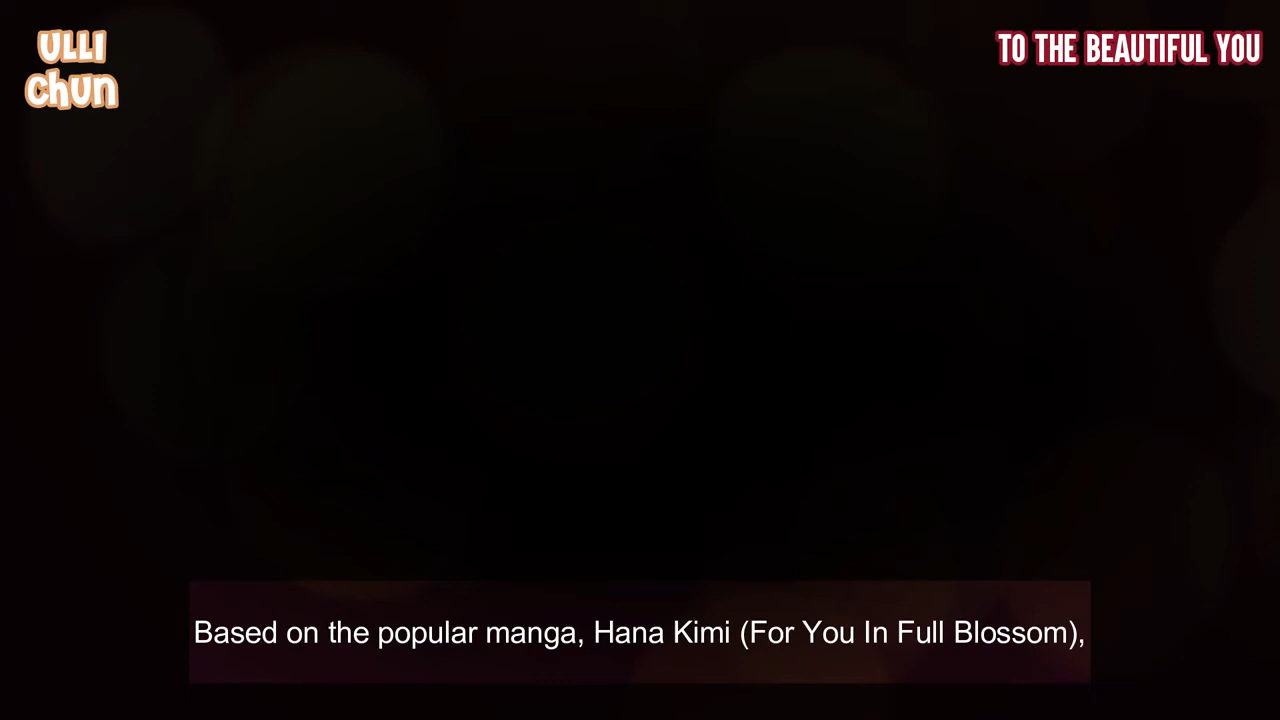 ULLI
chun
TO THE BEAUTIFUL YOU
Based on the popular manga, Hana Kimi (For You In Full Blossom),